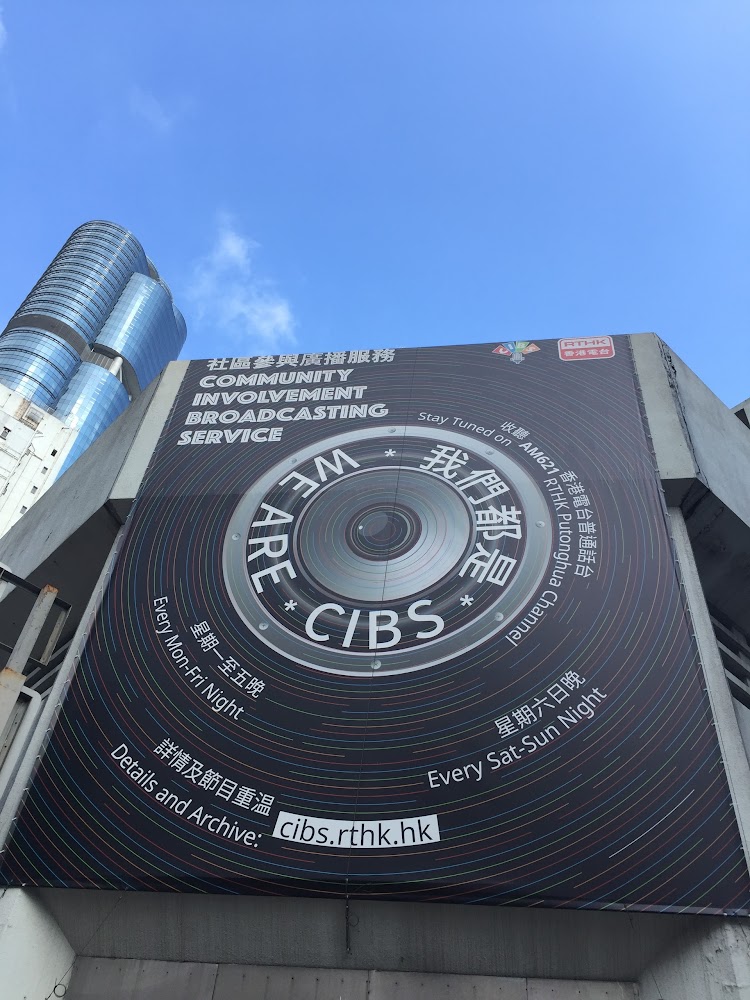 社區參與廣播服務
COMMUNITY
INVOLVEMENT
BROADCASTING
SERVICE
RTHK
香港電台
收聽
Stay Tuned on AM621 RTHK Putonghua Channel
香港電台普通話台
WE ARE * 我們都是 * CIBS *
星期一至五晚
Every Mon-Fri Night
星期六日晚
Every Sat-Sun Night
詳情及節目重溫
Details and Archive:
cibs.rthk.hk